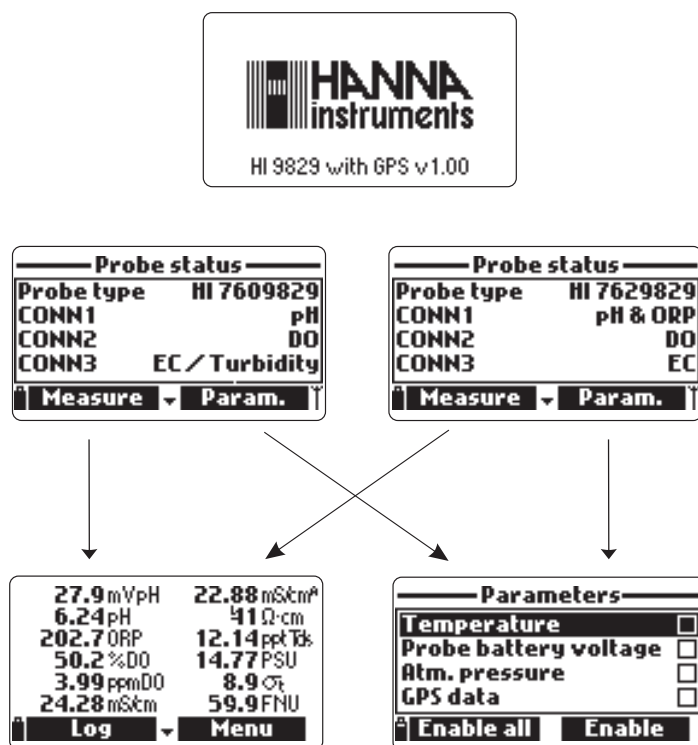 HANNA
instruments
HI 9829 with GPS v1.00
Probe status
Probe type HI 7609829
CONN1 pH
CONN2 DO
CONN3 EC/Turbidity
Measure Param.
Probe status
Probe type HI 7629829
CONN1 pH & ORP
CONN2 DO
CONN3 EC
Measure Param.
27.9 mVpH 22.88 mS/cmA
6.24 pH 41 Ω·cm
202.7 ORP 12.14 ppt Tds
50.2 %DO 14.77 PSU
3.99 ppmDO 8.9 σt
24.28 mS/cm 59.9 FNU
Log Menu
Parameters
Temperature
Probe battery voltage
Atm. pressure
GPS data
Enable all Enable